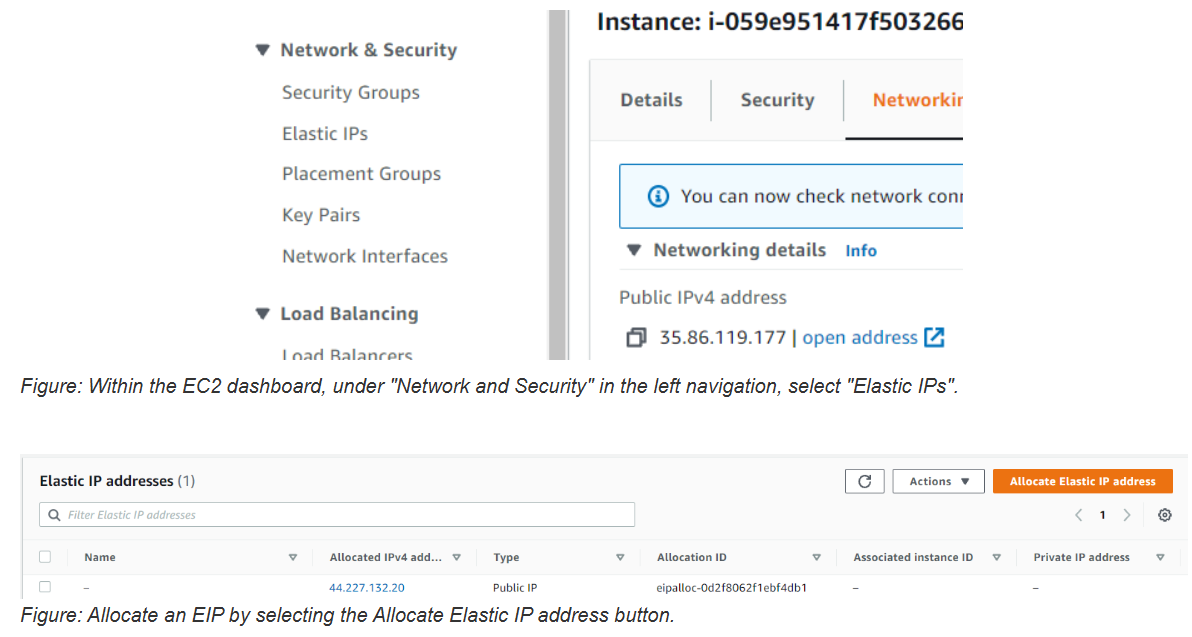 Network & Security
Security Groups
Elastic IPs
Placement Groups
Key Pairs
Network Interfaces
Load Balancing
Load Balancers
Instance: i-059e951417f503266
Details Security Networkin
You can now check network conn
Networking details Info
Public IPv4 address
35.86.119.177 | open address
Figure: Within the EC2 dashboard, under "Network and Security" in the left navigation, select "Elastic IPs".
Elastic IP addresses (1) Actions Allocate Elastic IP address
Filter Elastic IP addresses 1
Name Allocated IPv4 add... Type Allocation ID Associated instance ID Private IP address
– 44.227.132.20 Public IP eipalloc-0d2f8062f1ebf4db1 – –
Figure: Allocate an EIP by selecting the Allocate Elastic IP address button.